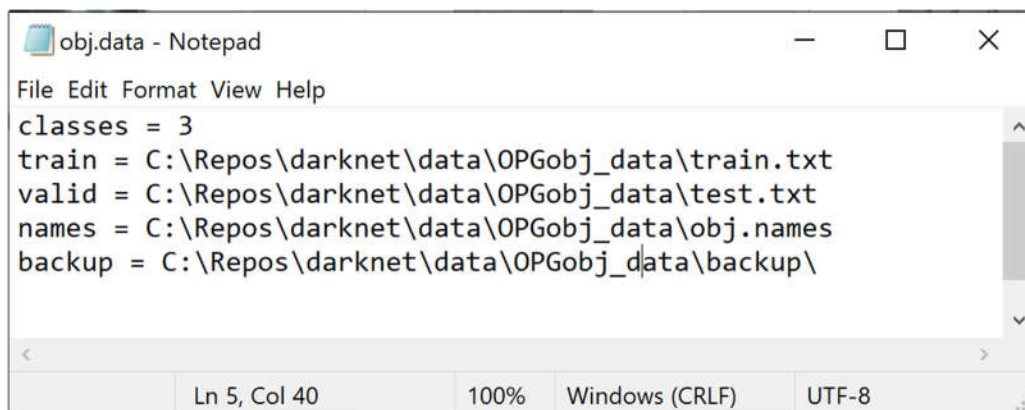 obj.data - Notepad
File Edit Format View Help
classes = 3
train = C:\Repos\darknet\data\OPGobj_data\train.txt
valid = C:\Repos\darknet\data\OPGobj_data\test.txt
names = C:\Repos\darknet\data\OPGobj_data\obj.names
backup = C:\Repos\darknet\data\OPGobj_data\backup\
Ln 5, Col 40 100% Windows (CRLF) UTF-8